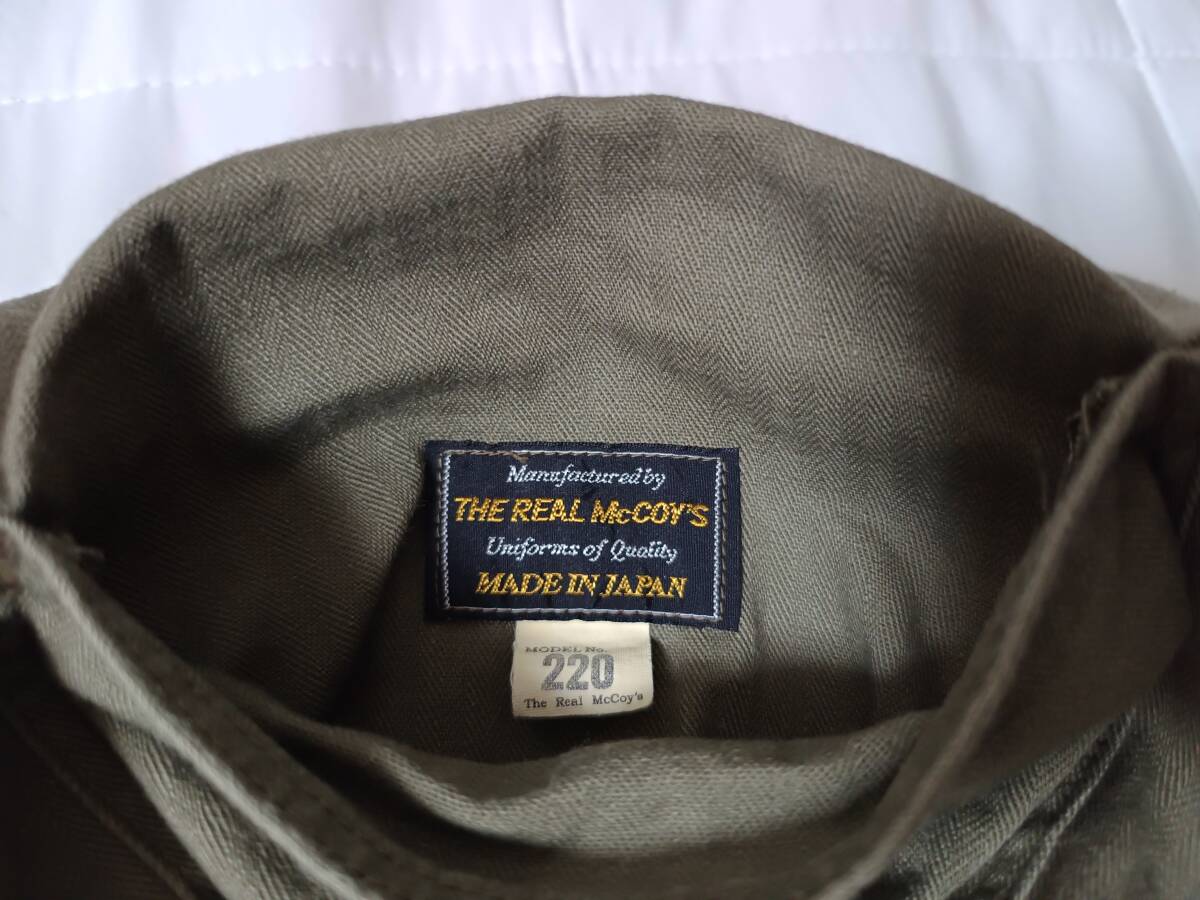 Manufactured by
THE REAL McCOY'S
Uniforms of Quality
MADE IN JAPAN
MODEL No.
220
The Real McCoy's